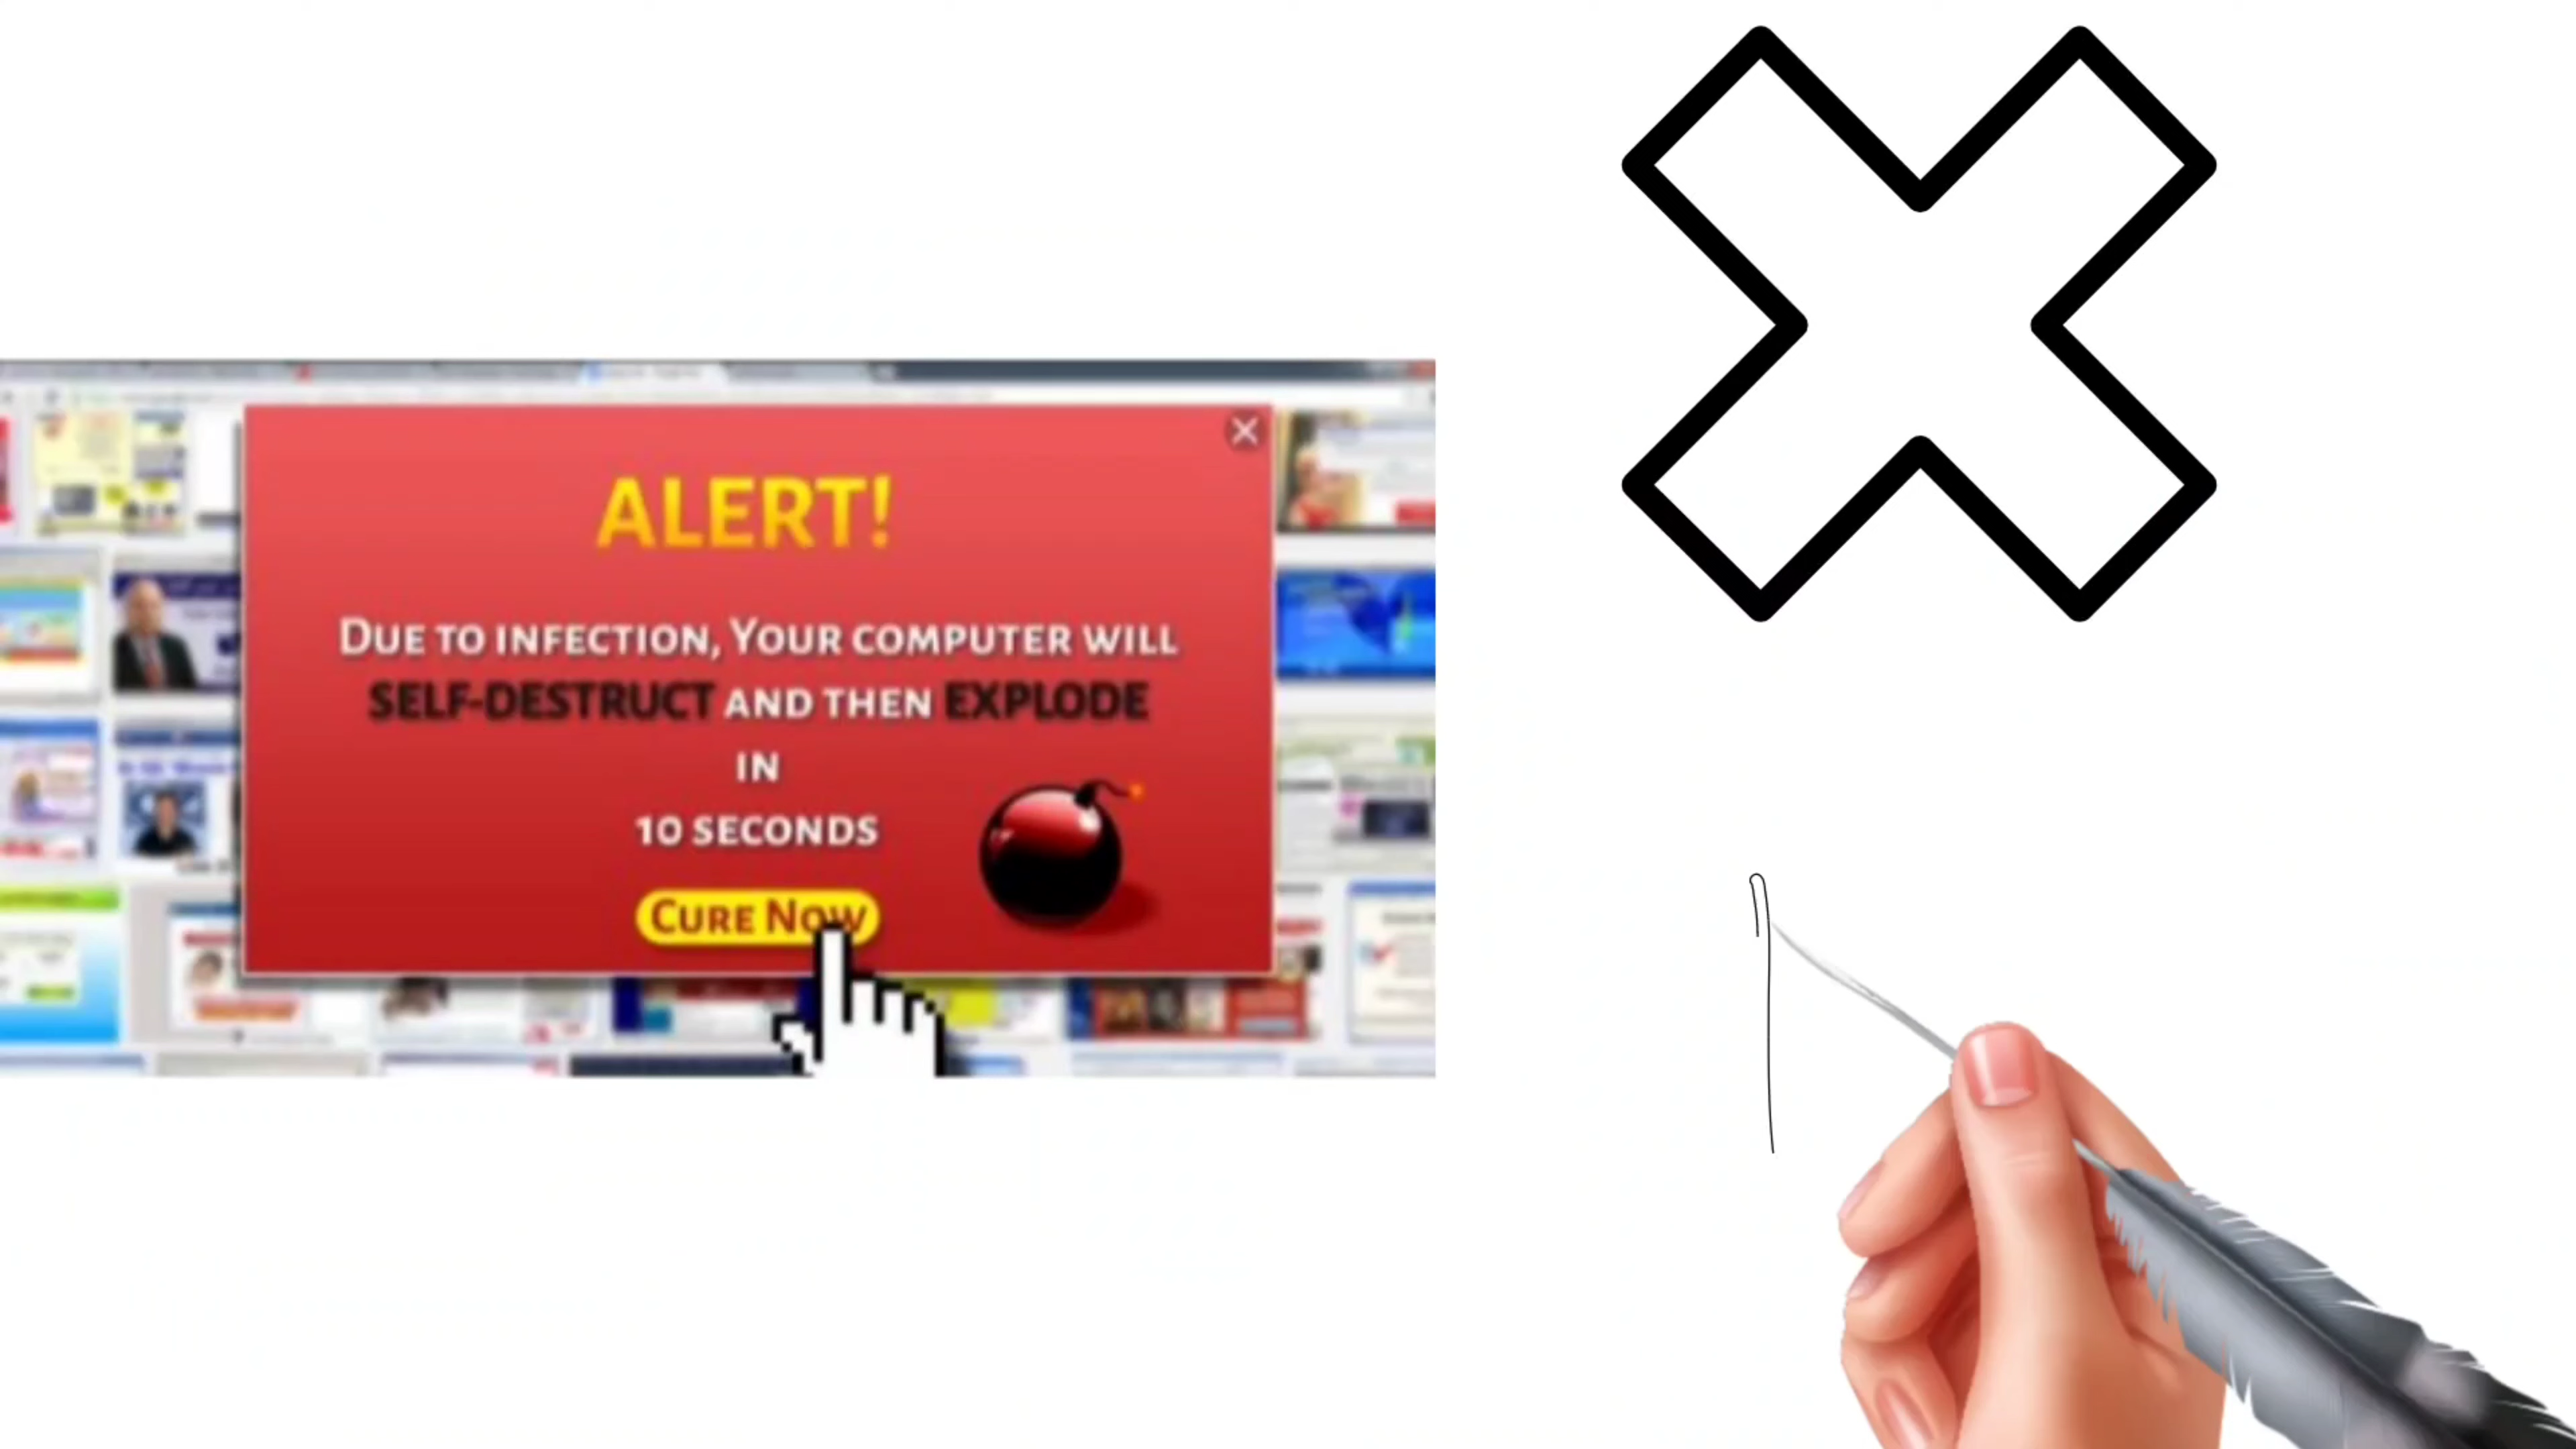 ALERT!
DUE TO INFECTION, YOUR COMPUTER WILL
SELF-DESTRUCT AND THEN EXPLODE
IN
10 SECONDS
CURE NOW